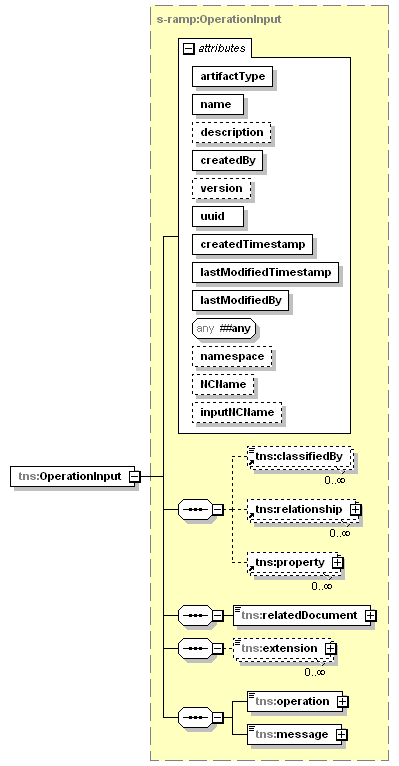 s-ramp:OperationInput
attributes
artifactType
name
description
createdBy
version
uuid
createdTimestamp
lastModifiedTimestamp
lastModifiedBy
any ##any
namespace
NCName
inputNCName
tns:OperationInput
tns:classifiedBy
0..∞
tns:relationship
0..∞
tns:property
0..∞
tns:relatedDocument
tns:extension
0..∞
tns:operation
tns:message